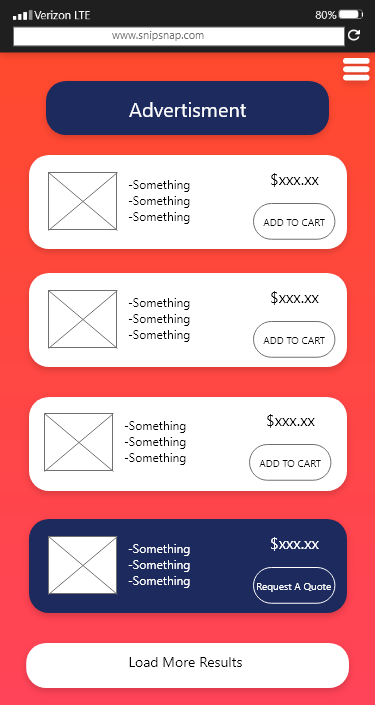 Verizon LTE 80%
www.snipsnap.com
Advertisment
-Something
-Something
-Something
$xxx.xx
ADD TO CART
-Something
-Something
-Something
$xxx.xx
ADD TO CART
-Something
-Something
-Something
$xxx.xx
ADD TO CART
-Something
-Something
-Something
$xxx.xx
Request A Quote
Load More Results